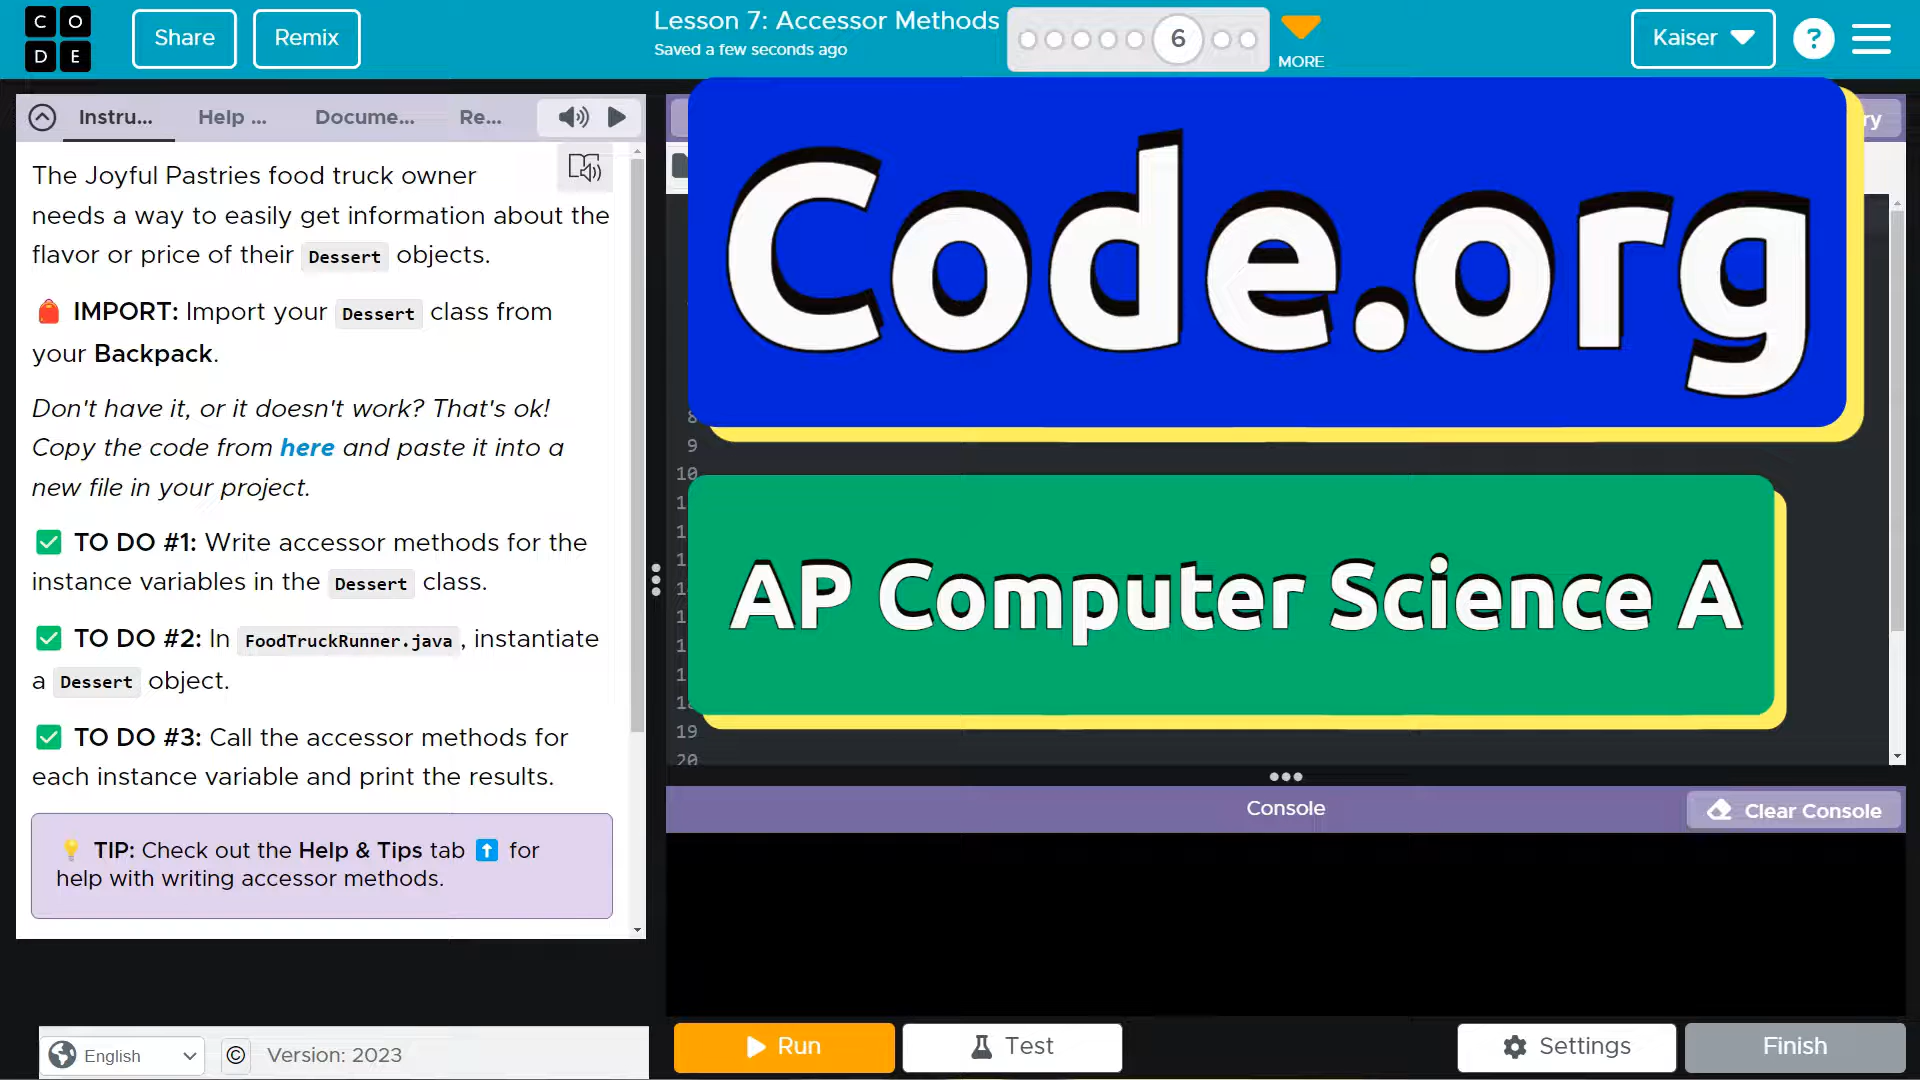 C O
D E
Share
Remix
Lesson 7: Accessor Methods
Saved a few seconds ago
6
MORE
Kaiser
?
Instru...
Help ...
Docume...
Re...
The Joyful Pastries food truck owner
needs a way to easily get information about the
flavor or price of their Dessert objects.
IMPORT: Import your Dessert class from
your Backpack.
Don't have it, or it doesn't work? That's ok!
Copy the code from here and paste it into a
new file in your project.
TO DO #1: Write accessor methods for the
instance variables in the Dessert class.
TO DO #2: In FoodTruckRunner.java, instantiate
a Dessert object.
TO DO #3: Call the accessor methods for
each instance variable and print the results.
TIP: Check out the Help & Tips tab for
help with writing accessor methods.
English
©
Version: 2023
ry
Code.org
8
9
10
AP Computer Science A
19
20
Console
Clear Console
Run
Test
Settings
Finish